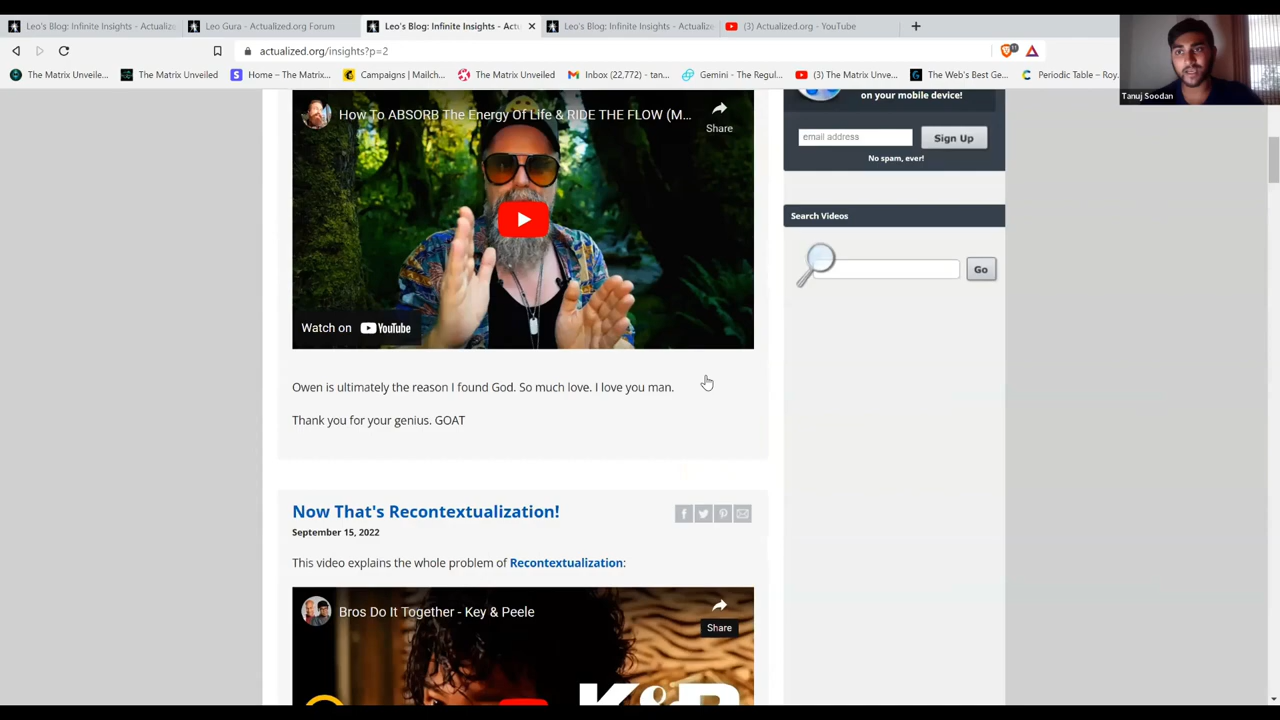 Leo's Blog: Infinite Insights - Actualize
Leo Gura - Actualized.org Forum
Leo's Blog: Infinite Insights - Actu
Leo's Blog: Infinite Insights - Actualize
(3) Actualized.org - YouTube
actualized.org/insights?p=2
11
The Matrix Unveile...
The Matrix Unveiled
Home – The Matrix...
Campaigns | Mailch...
The Matrix Unveiled
Inbox (22,772) - tan...
Gemini - The Regul...
(3) The Matrix Unve...
The Web's Best Ge...
Periodic Table – Roy...
Tanuj Soodan
How To ABSORB The Energy Of Life & RIDE THE FLOW (M...
Share
Watch on YouTube
Owen is ultimately the reason I found God. So much love. I love you man.
Thank you for your genius. GOAT
Now That's Recontextualization!
September 15, 2022
This video explains the whole problem of Recontextualization:
Bros Do It Together - Key & Peele
Share
on your mobile device!
email address
Sign Up
No spam, ever!
Search Videos
Go